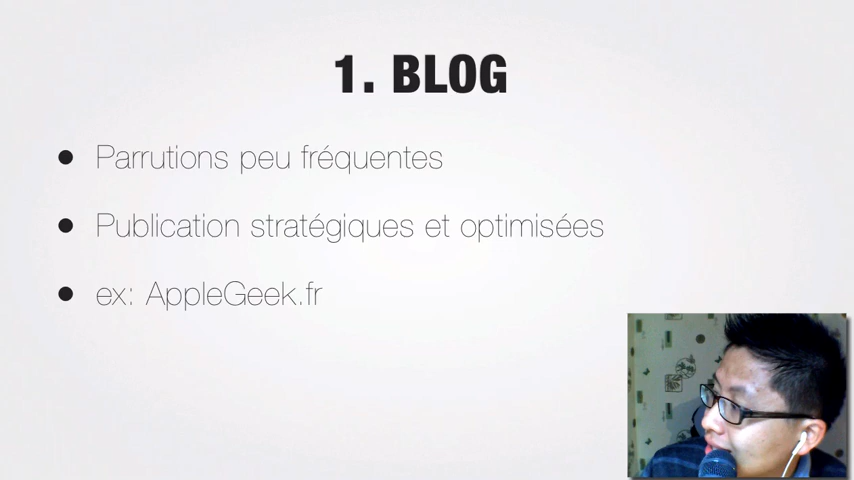 1. BLOG
Parrutions peu fréquentes
Publication stratégiques et optimisées
ex: AppleGeek.fr